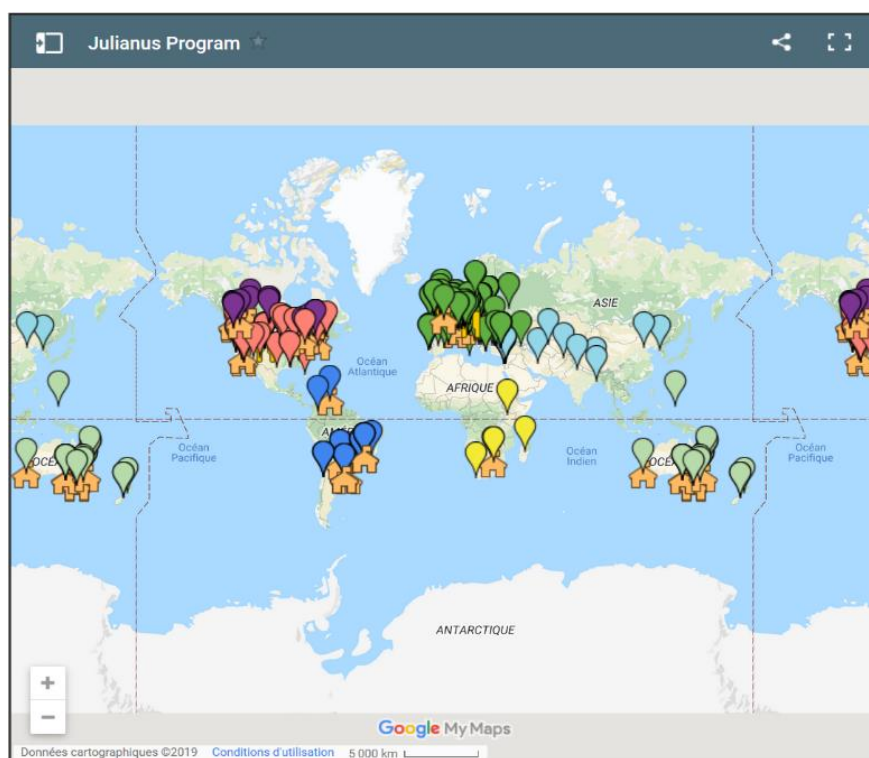 Julianus Program
ASIE
Océan
Atlantique
AFRIQUE
Océan
Pacifique
Océan
Indien
Océan
Pacifique
ANTARCTIQUE
+
−
Google My Maps
Données cartographiques ©2019 Conditions d'utilisation 5 000 km